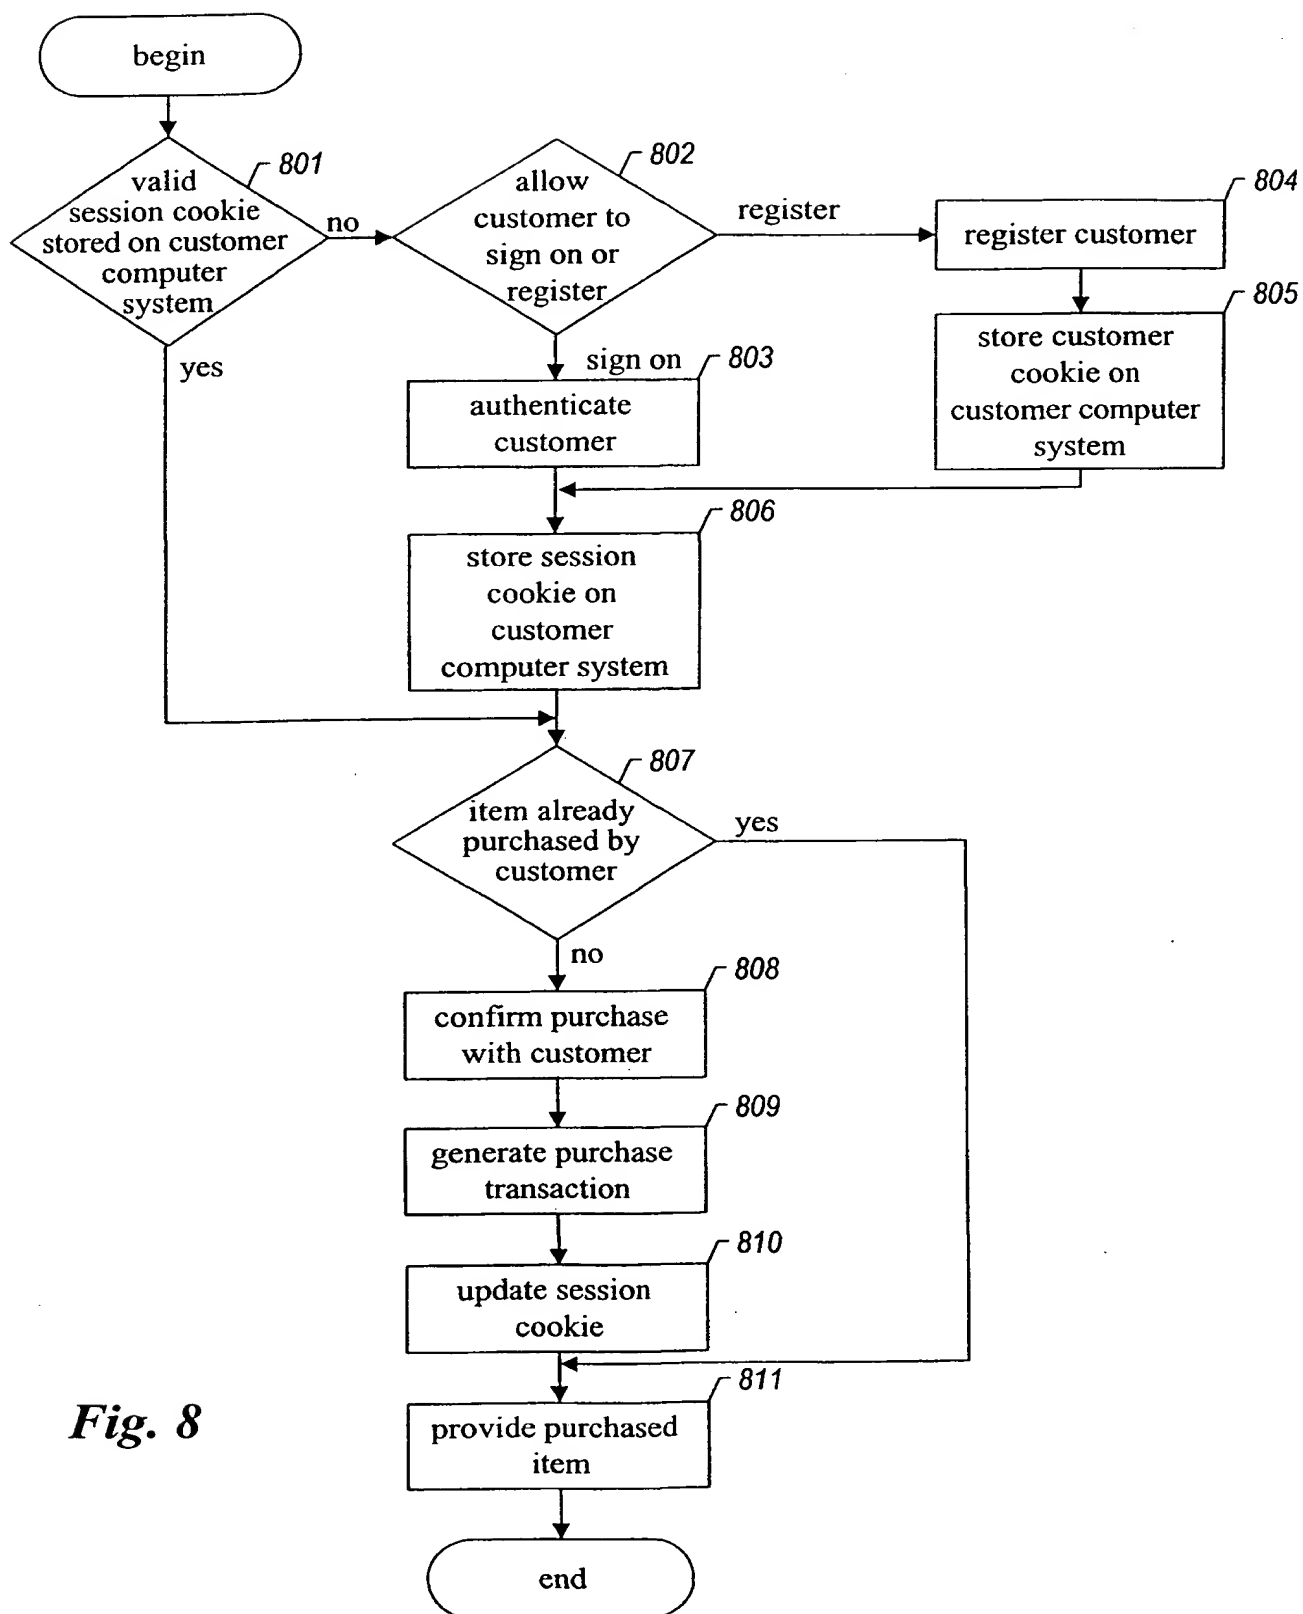 begin
801
valid
session cookie
stored on customer
computer
system
no
yes
802
allow
customer to
sign on or
register
register
804
register customer
805
store customer
cookie on
customer computer
system
sign on
803
authenticate
customer
806
store session
cookie on
customer
computer system
807
item already
purchased by
customer
yes
no
808
confirm purchase
with customer
809
generate purchase
transaction
810
update session
cookie
811
provide purchased
item
end
Fig. 8